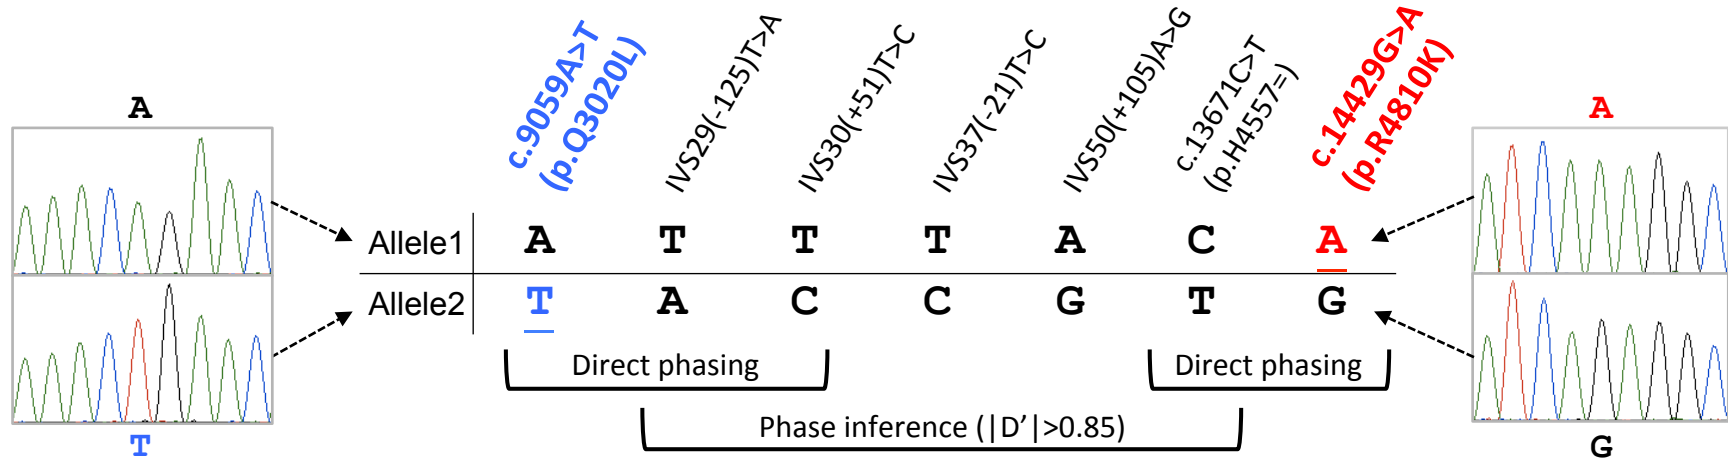 c.9059A>T
(p.Q3020L)
IVS29(-125)T>A
IVS30(+51)T>C
IVS37(-21)T>C
IVS50(+105)A>G
c.13671C>T
(p.H4557=)
c.14429G>A
(p.R4810K)
A
A
Allele1 A T T T A C A
Allele2 T A C C G T G
Direct phasing Direct phasing
Phase inference (|D’|>0.85)
T
G